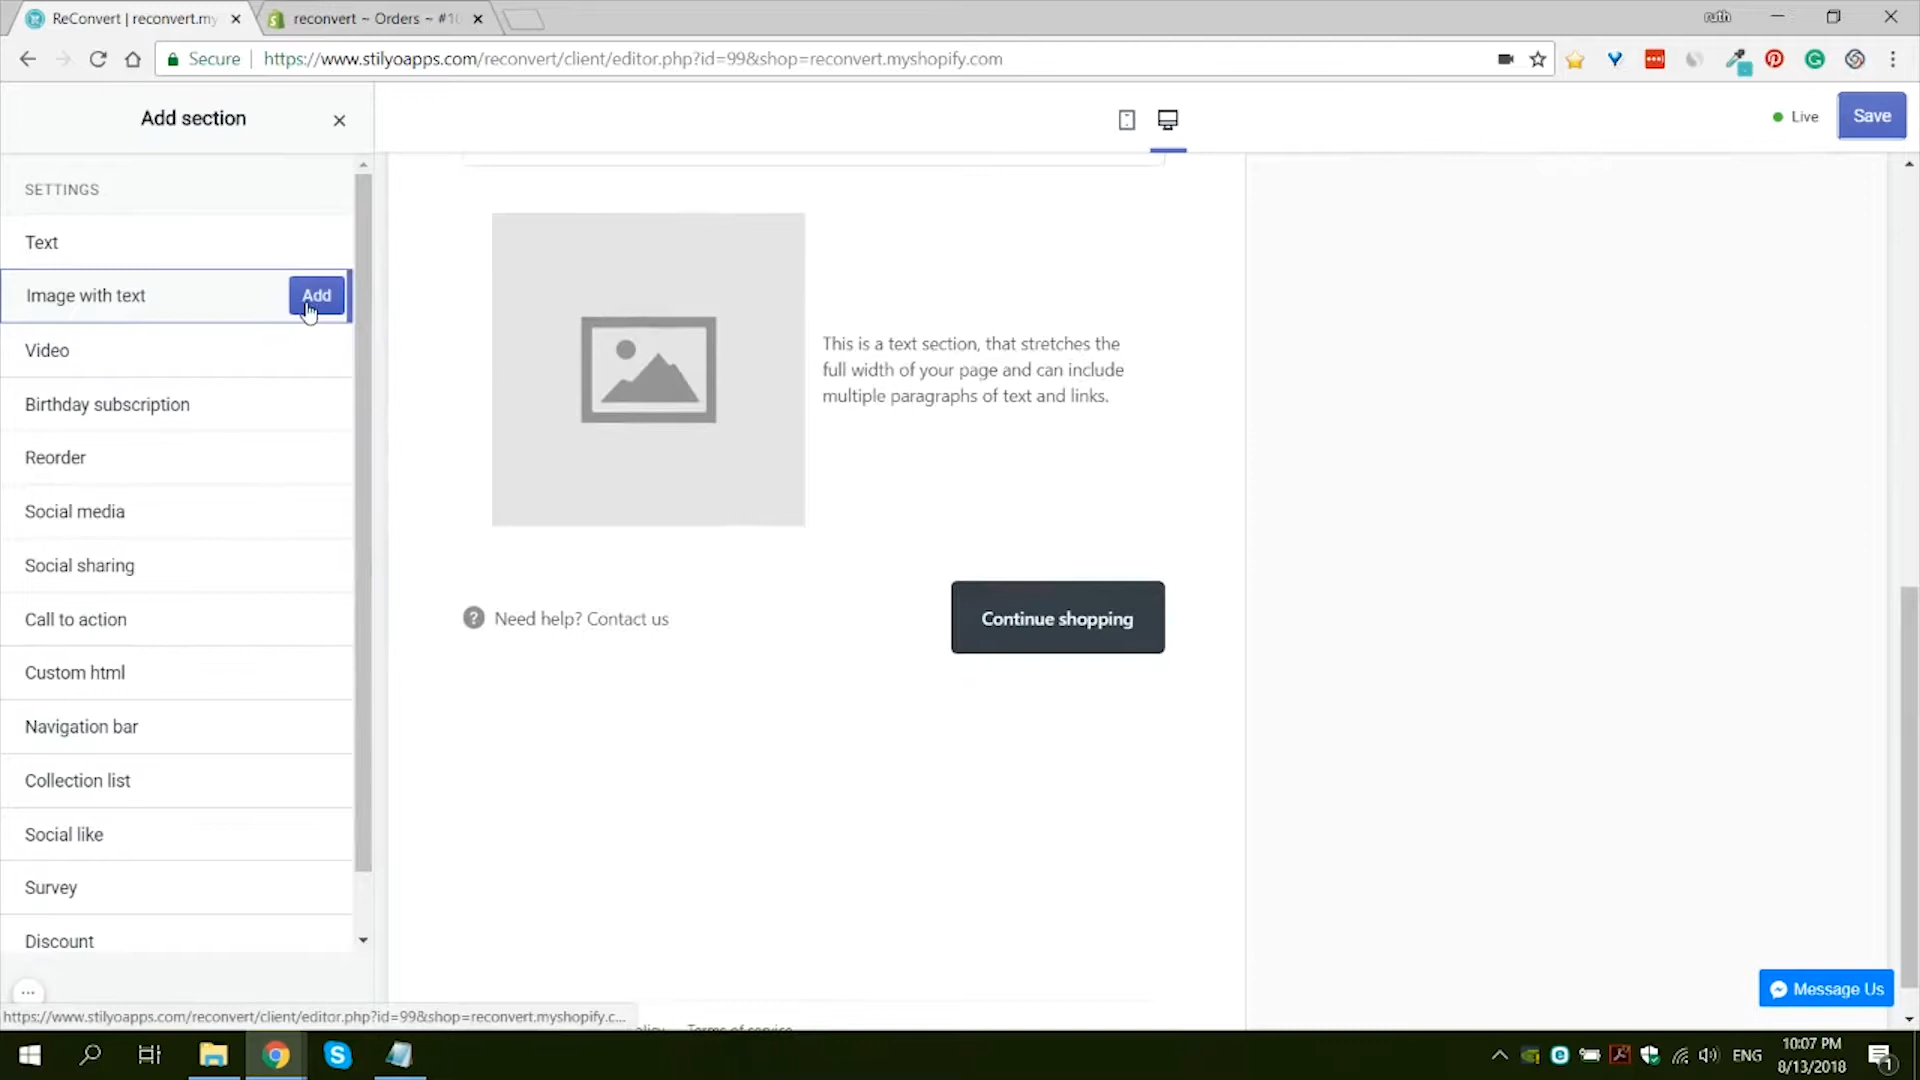 ReConvert | reconvert.my
reconvert ~ Orders ~ #10
ruth
Secure
https://www.stilyoapps.com/reconvert/client/editor.php?id=99&shop=reconvert.myshopify.com
Add section
Live
Save
SETTINGS
Text
Image with text
Add
Video
Birthday subscription
Reorder
Social media
Social sharing
Call to action
Custom html
Navigation bar
Collection list
Social like
Survey
Discount
This is a text section, that stretches the
full width of your page and can include
multiple paragraphs of text and links.
? Need help? Contact us
Continue shopping
Message Us
https://www.stilyoapps.com/reconvert/client/editor.php?id=99&shop=reconvert.myshopify.c...
Terms of service
ENG
10:07 PM
8/13/2018
1